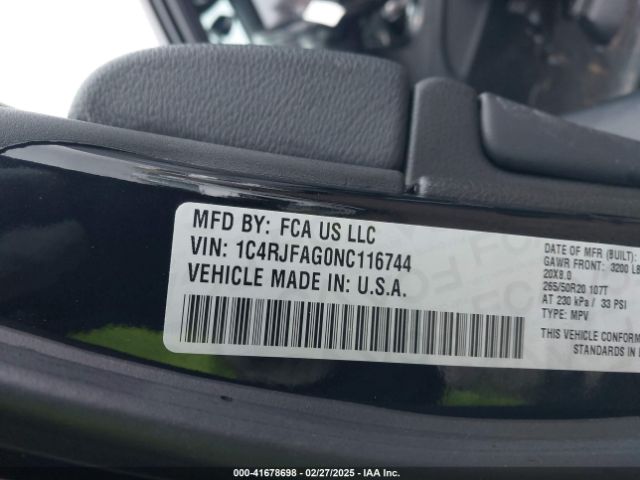 MFD BY: FCA US LLC
VIN: 1C4RJFAG0NC116744
VEHICLE MADE IN: U.S.A.
DATE OF MFR (BUILT):
GAWR FRONT: 3200 LB
20X8.0
265/50R20 107T
AT 230 kPa / 33 PSI
TYPE: MPV
THIS VEHICLE CONFORM
STANDARDS IN
000-41678698 - 02/27/2025 - IAA Inc.